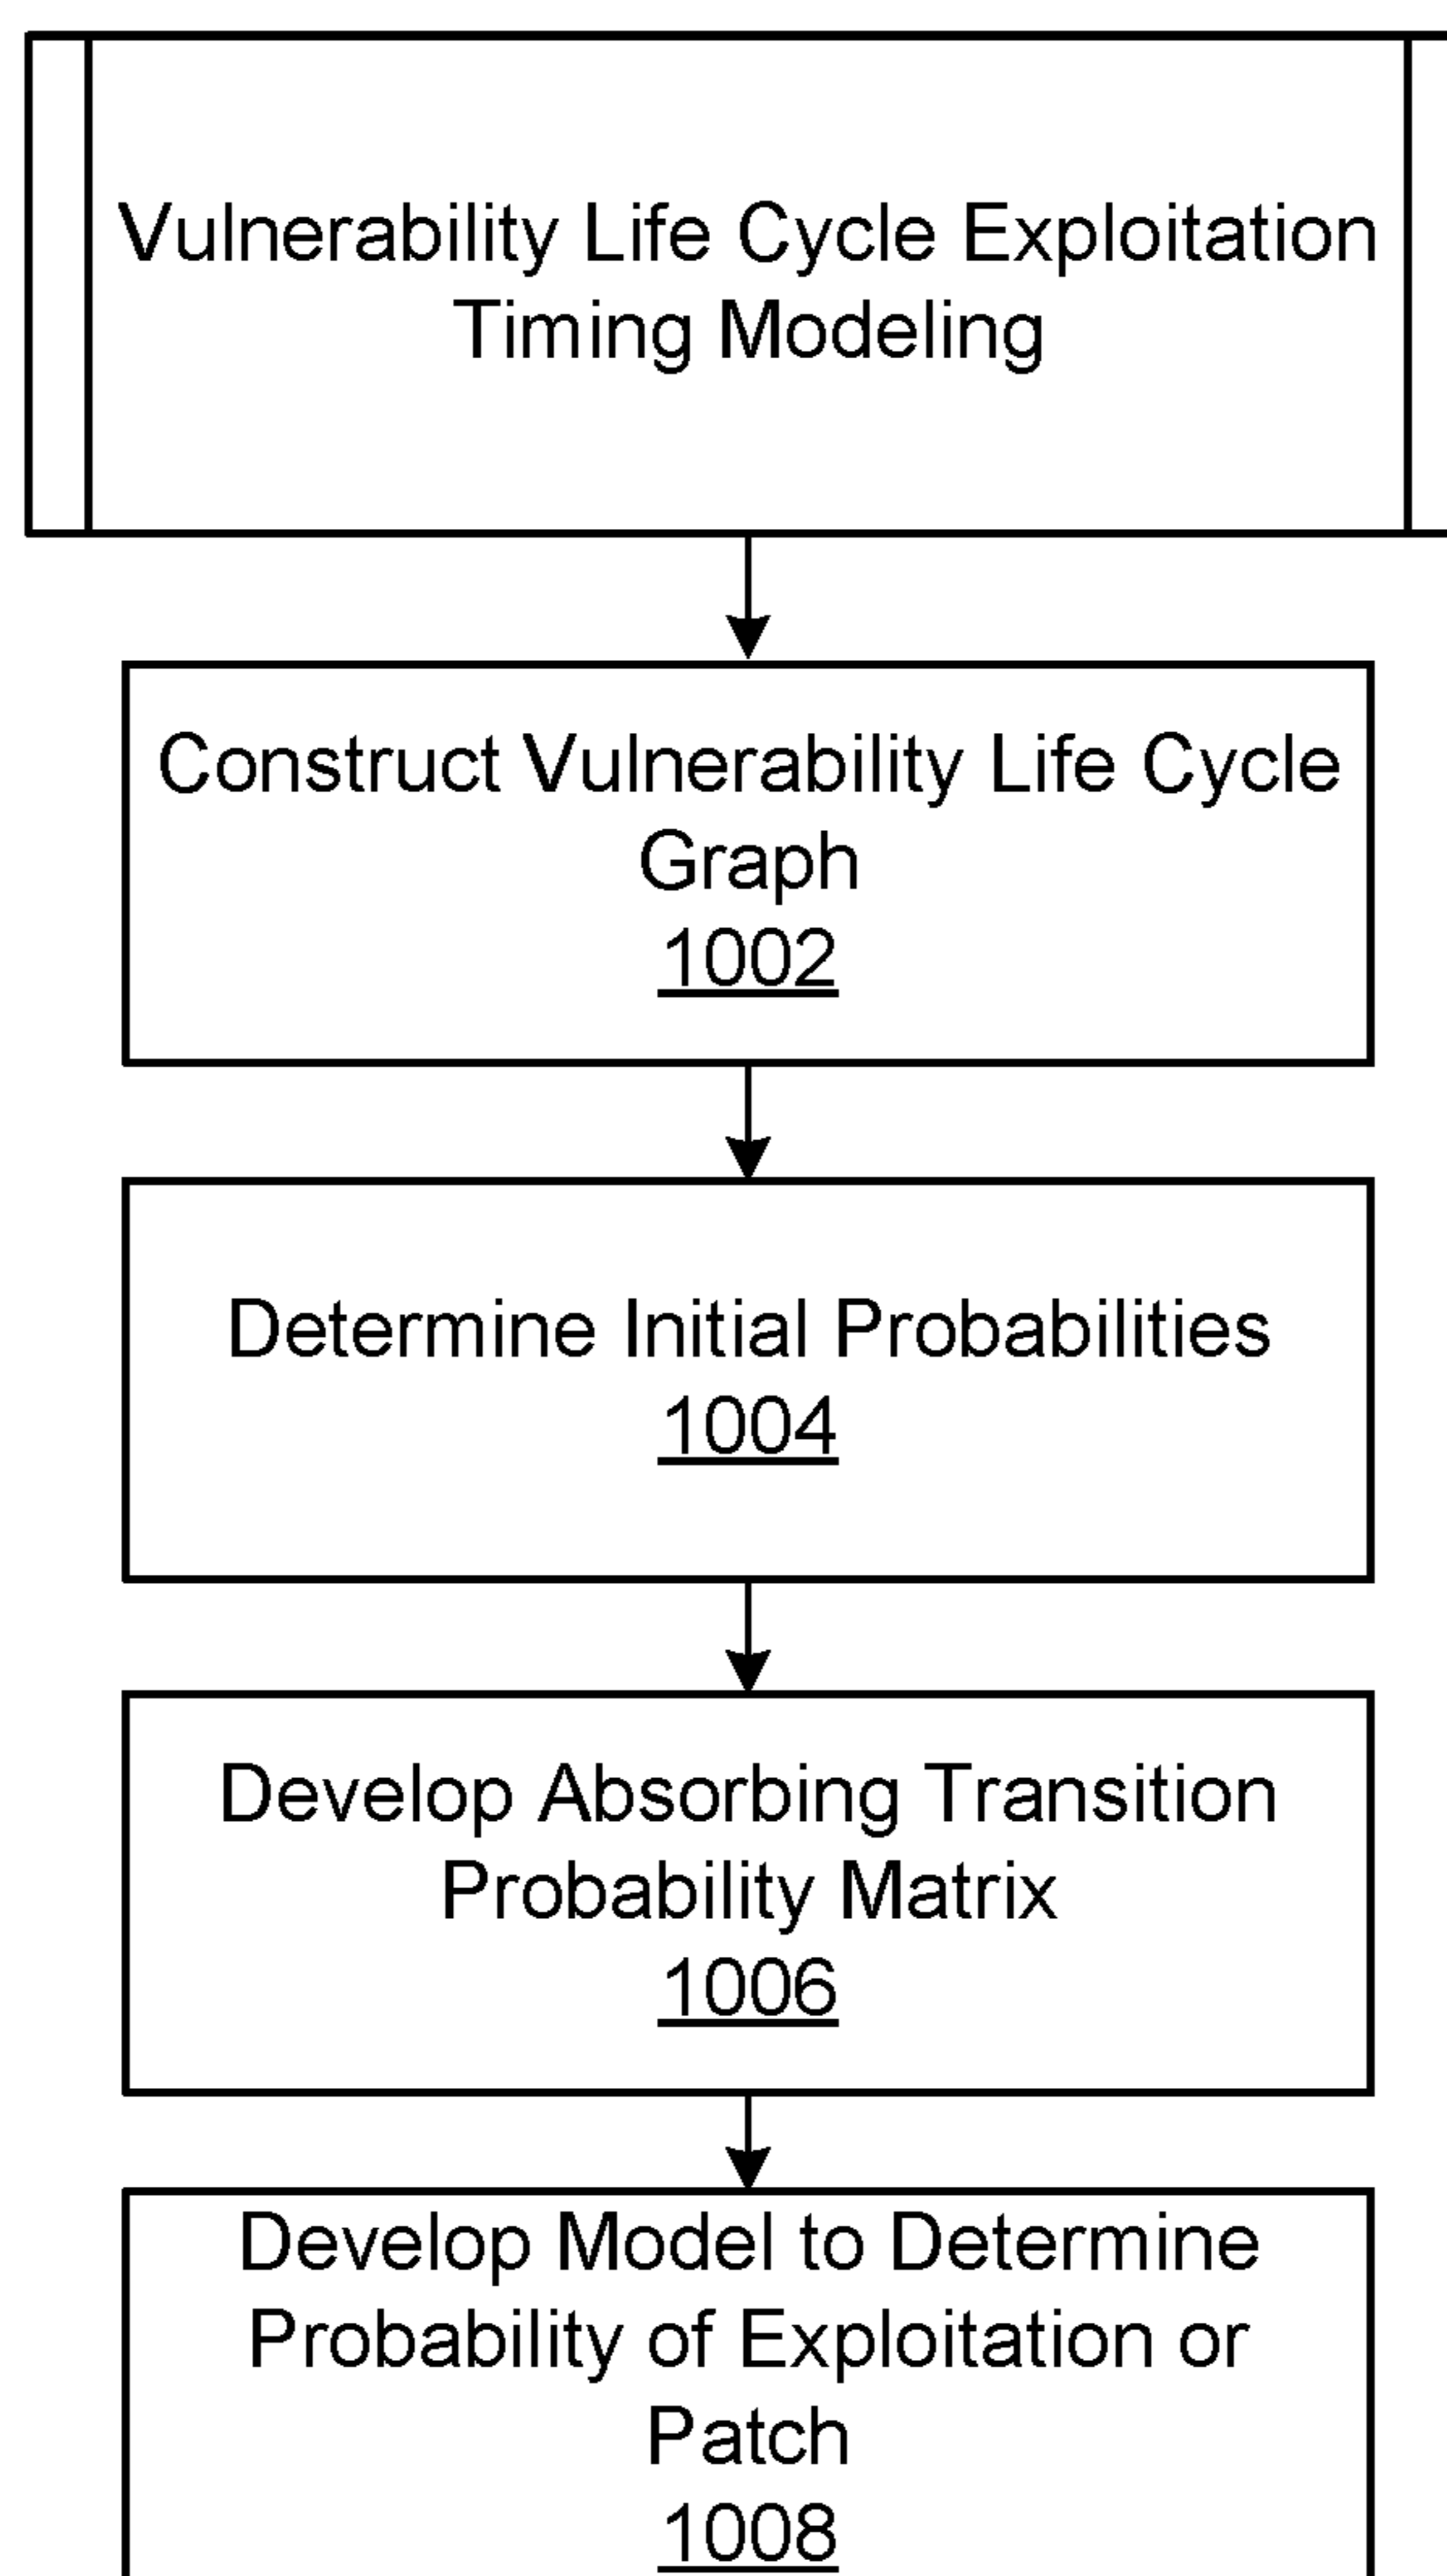 Vulnerability Life Cycle Exploitation
Timing Modeling
Construct Vulnerability Life Cycle
Graph
1002
Determine Initial Probabilities
1004
Develop Absorbing Transition
Probability Matrix
1006
Develop Model to Determine
Probability of Exploitation or
Patch
1008